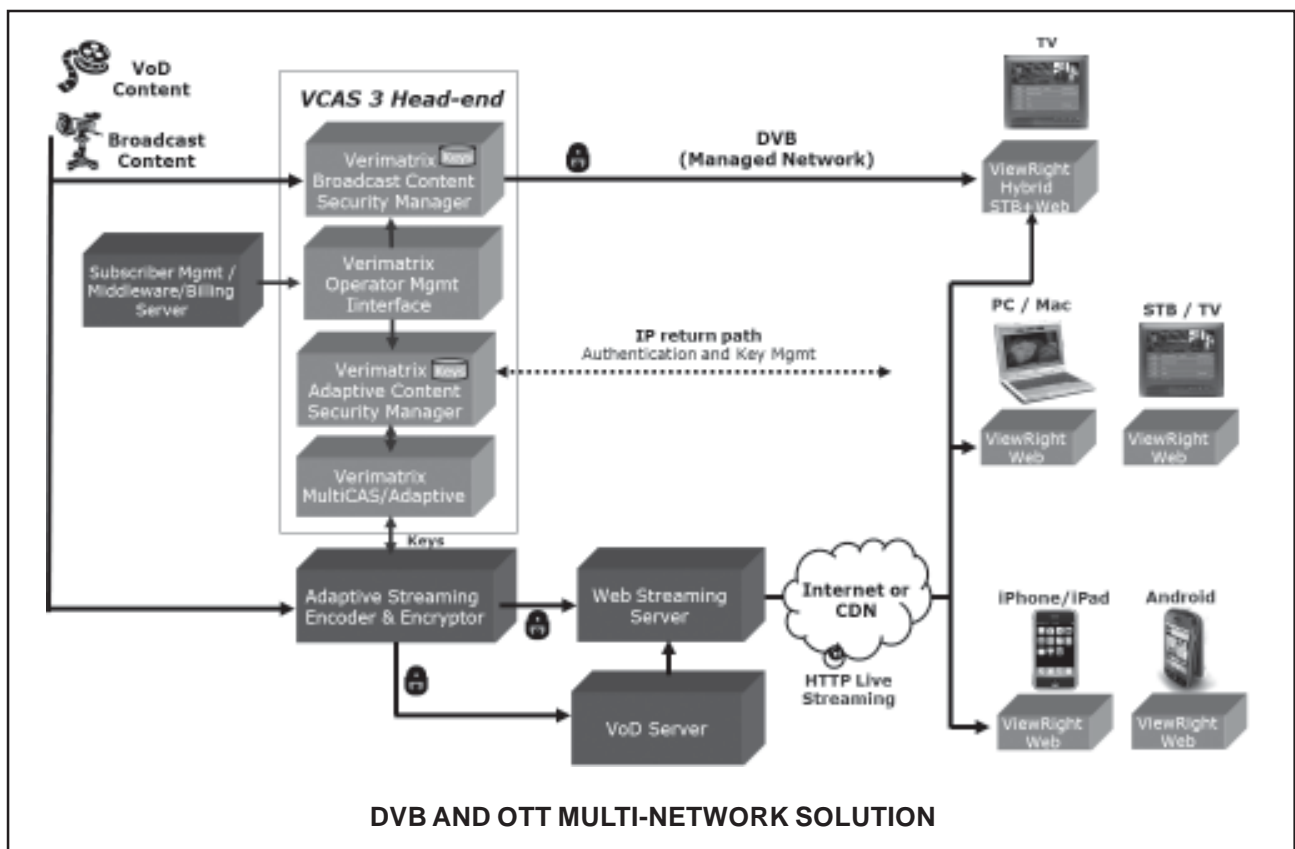 VoD
Content
Broadcast
Content
VCAS 3 Head-end
Verimatrix
Keys
Broadcast Content
Security Manager
DVB
(Managed Network)
TV
ViewRight
Hybrid
STB+Web
Subscriber Mgmt /
Middleware/Billing
Server
Verimatrix
Operator Mgmt
Iinterface
Verimatrix
Keys
Adaptive Content
Security Manager
IP return path
Authentication and Key Mgmt
PC / Mac
STB / TV
ViewRight
Web
ViewRight
Web
Verimatrix
MultiCAS/Adaptive
Keys
Adaptive Streaming
Encoder & Encryptor
Web Streaming
Server
Internet or
CDN
HTTP Live
Streaming
VoD Server
iPhone/iPad
Android
ViewRight
Web
ViewRight
Web
DVB AND OTT MULTI-NETWORK SOLUTION